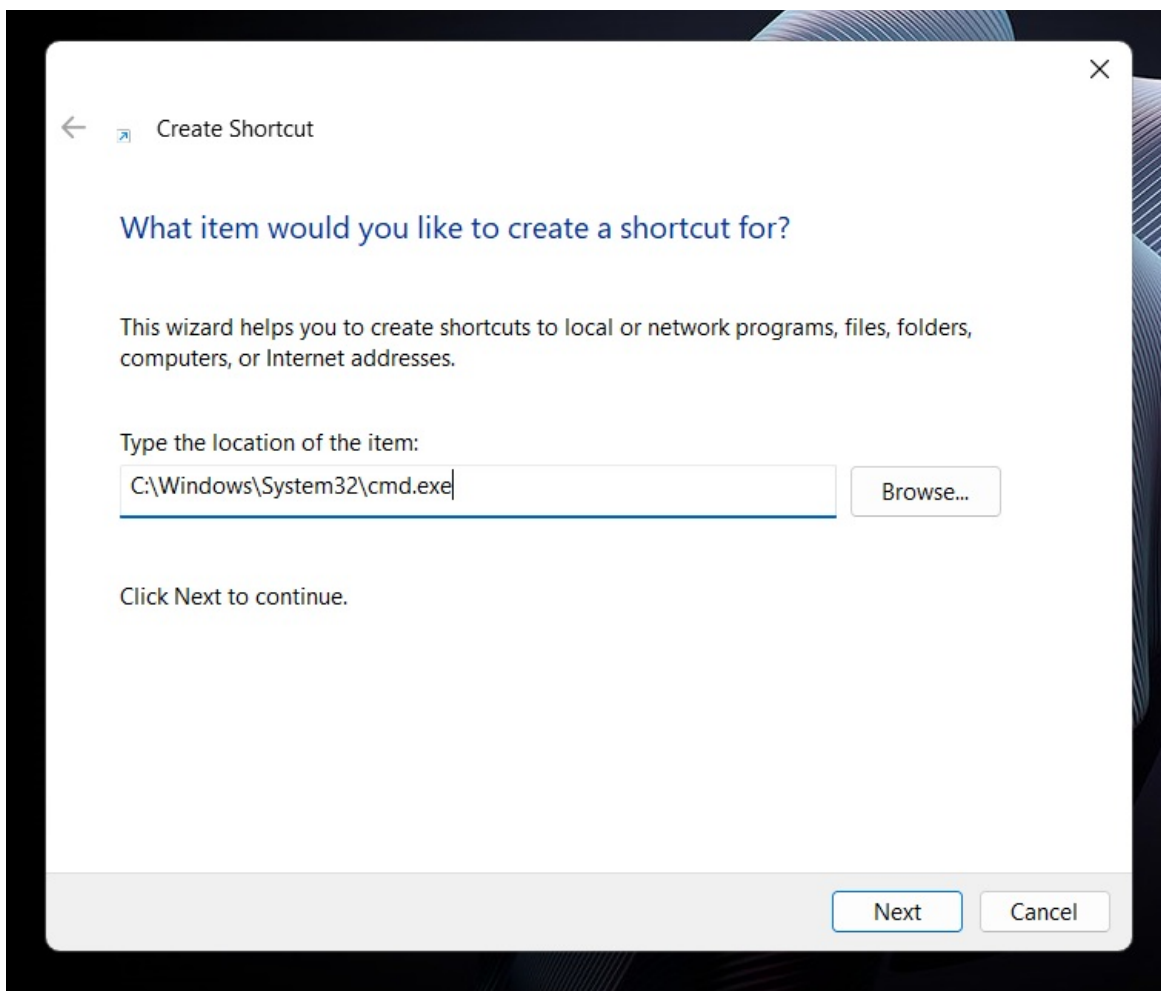 Create Shortcut
What item would you like to create a shortcut for?
This wizard helps you to create shortcuts to local or network programs, files, folders,
computers, or Internet addresses.
Type the location of the item:
C:\Windows\System32\cmd.exe
Browse...
Click Next to continue.
Next
Cancel